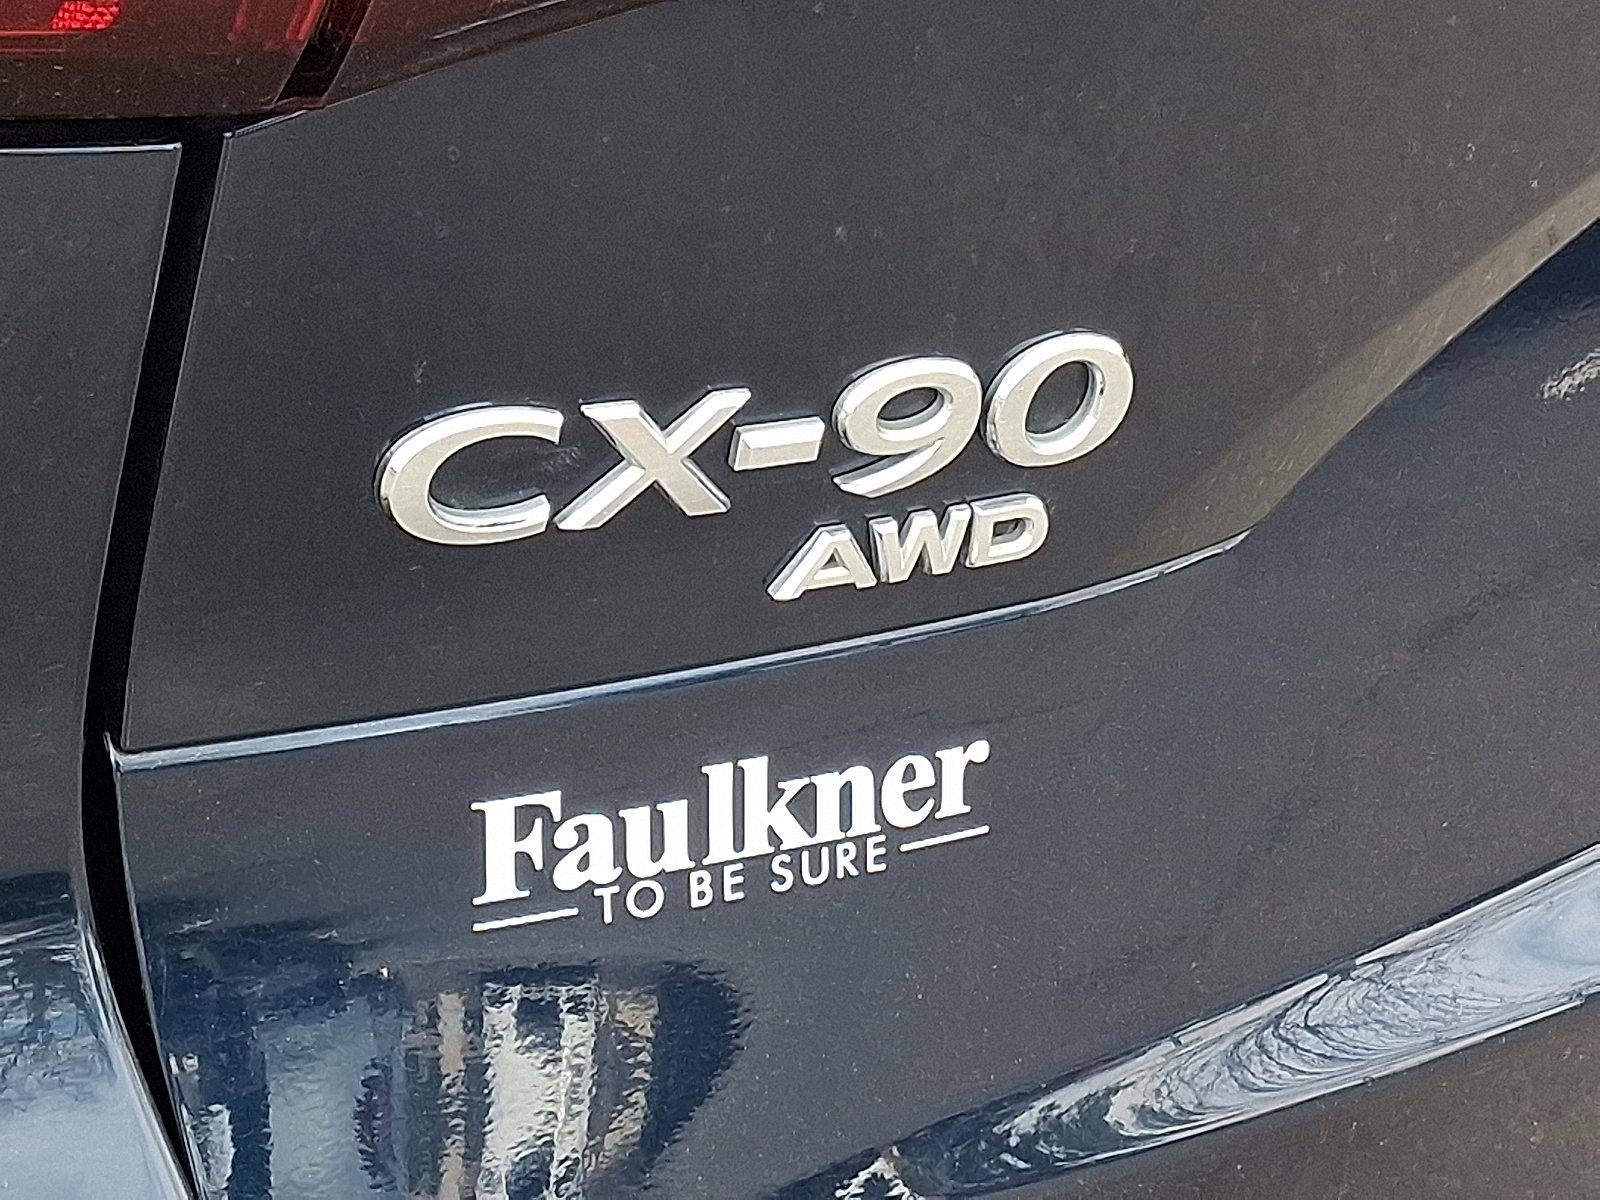 CX-90
AWD
Faulkner
TO BE SURE